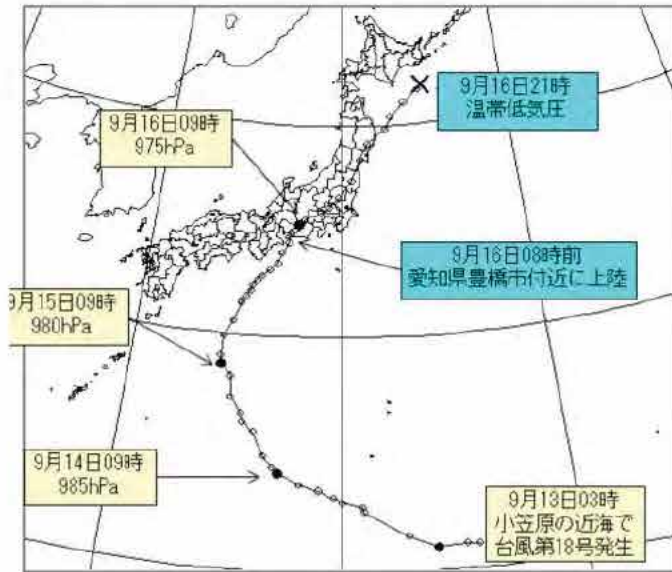 9月16日21時
温帯低気圧
9月16日09時
975hPa
9月16日08時前
愛知県豊橋市付近に上陸
9月15日09時
980hPa
9月14日09時
985hPa
9月13日03時
小笠原の近海で
台風第18号発生